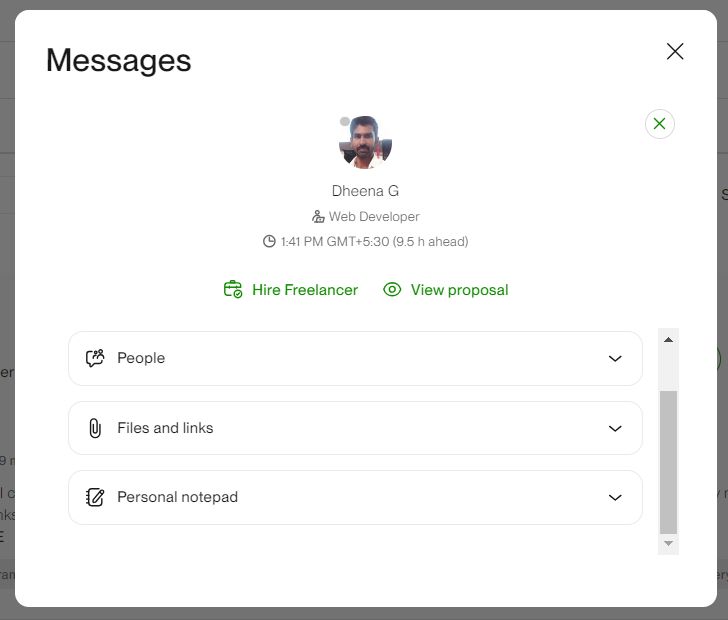 Messages
Dheena G
Web Developer
1:41 PM GMT+5:30 (9.5 h ahead)
Hire Freelancer
View proposal
People
Files and links
Personal notepad